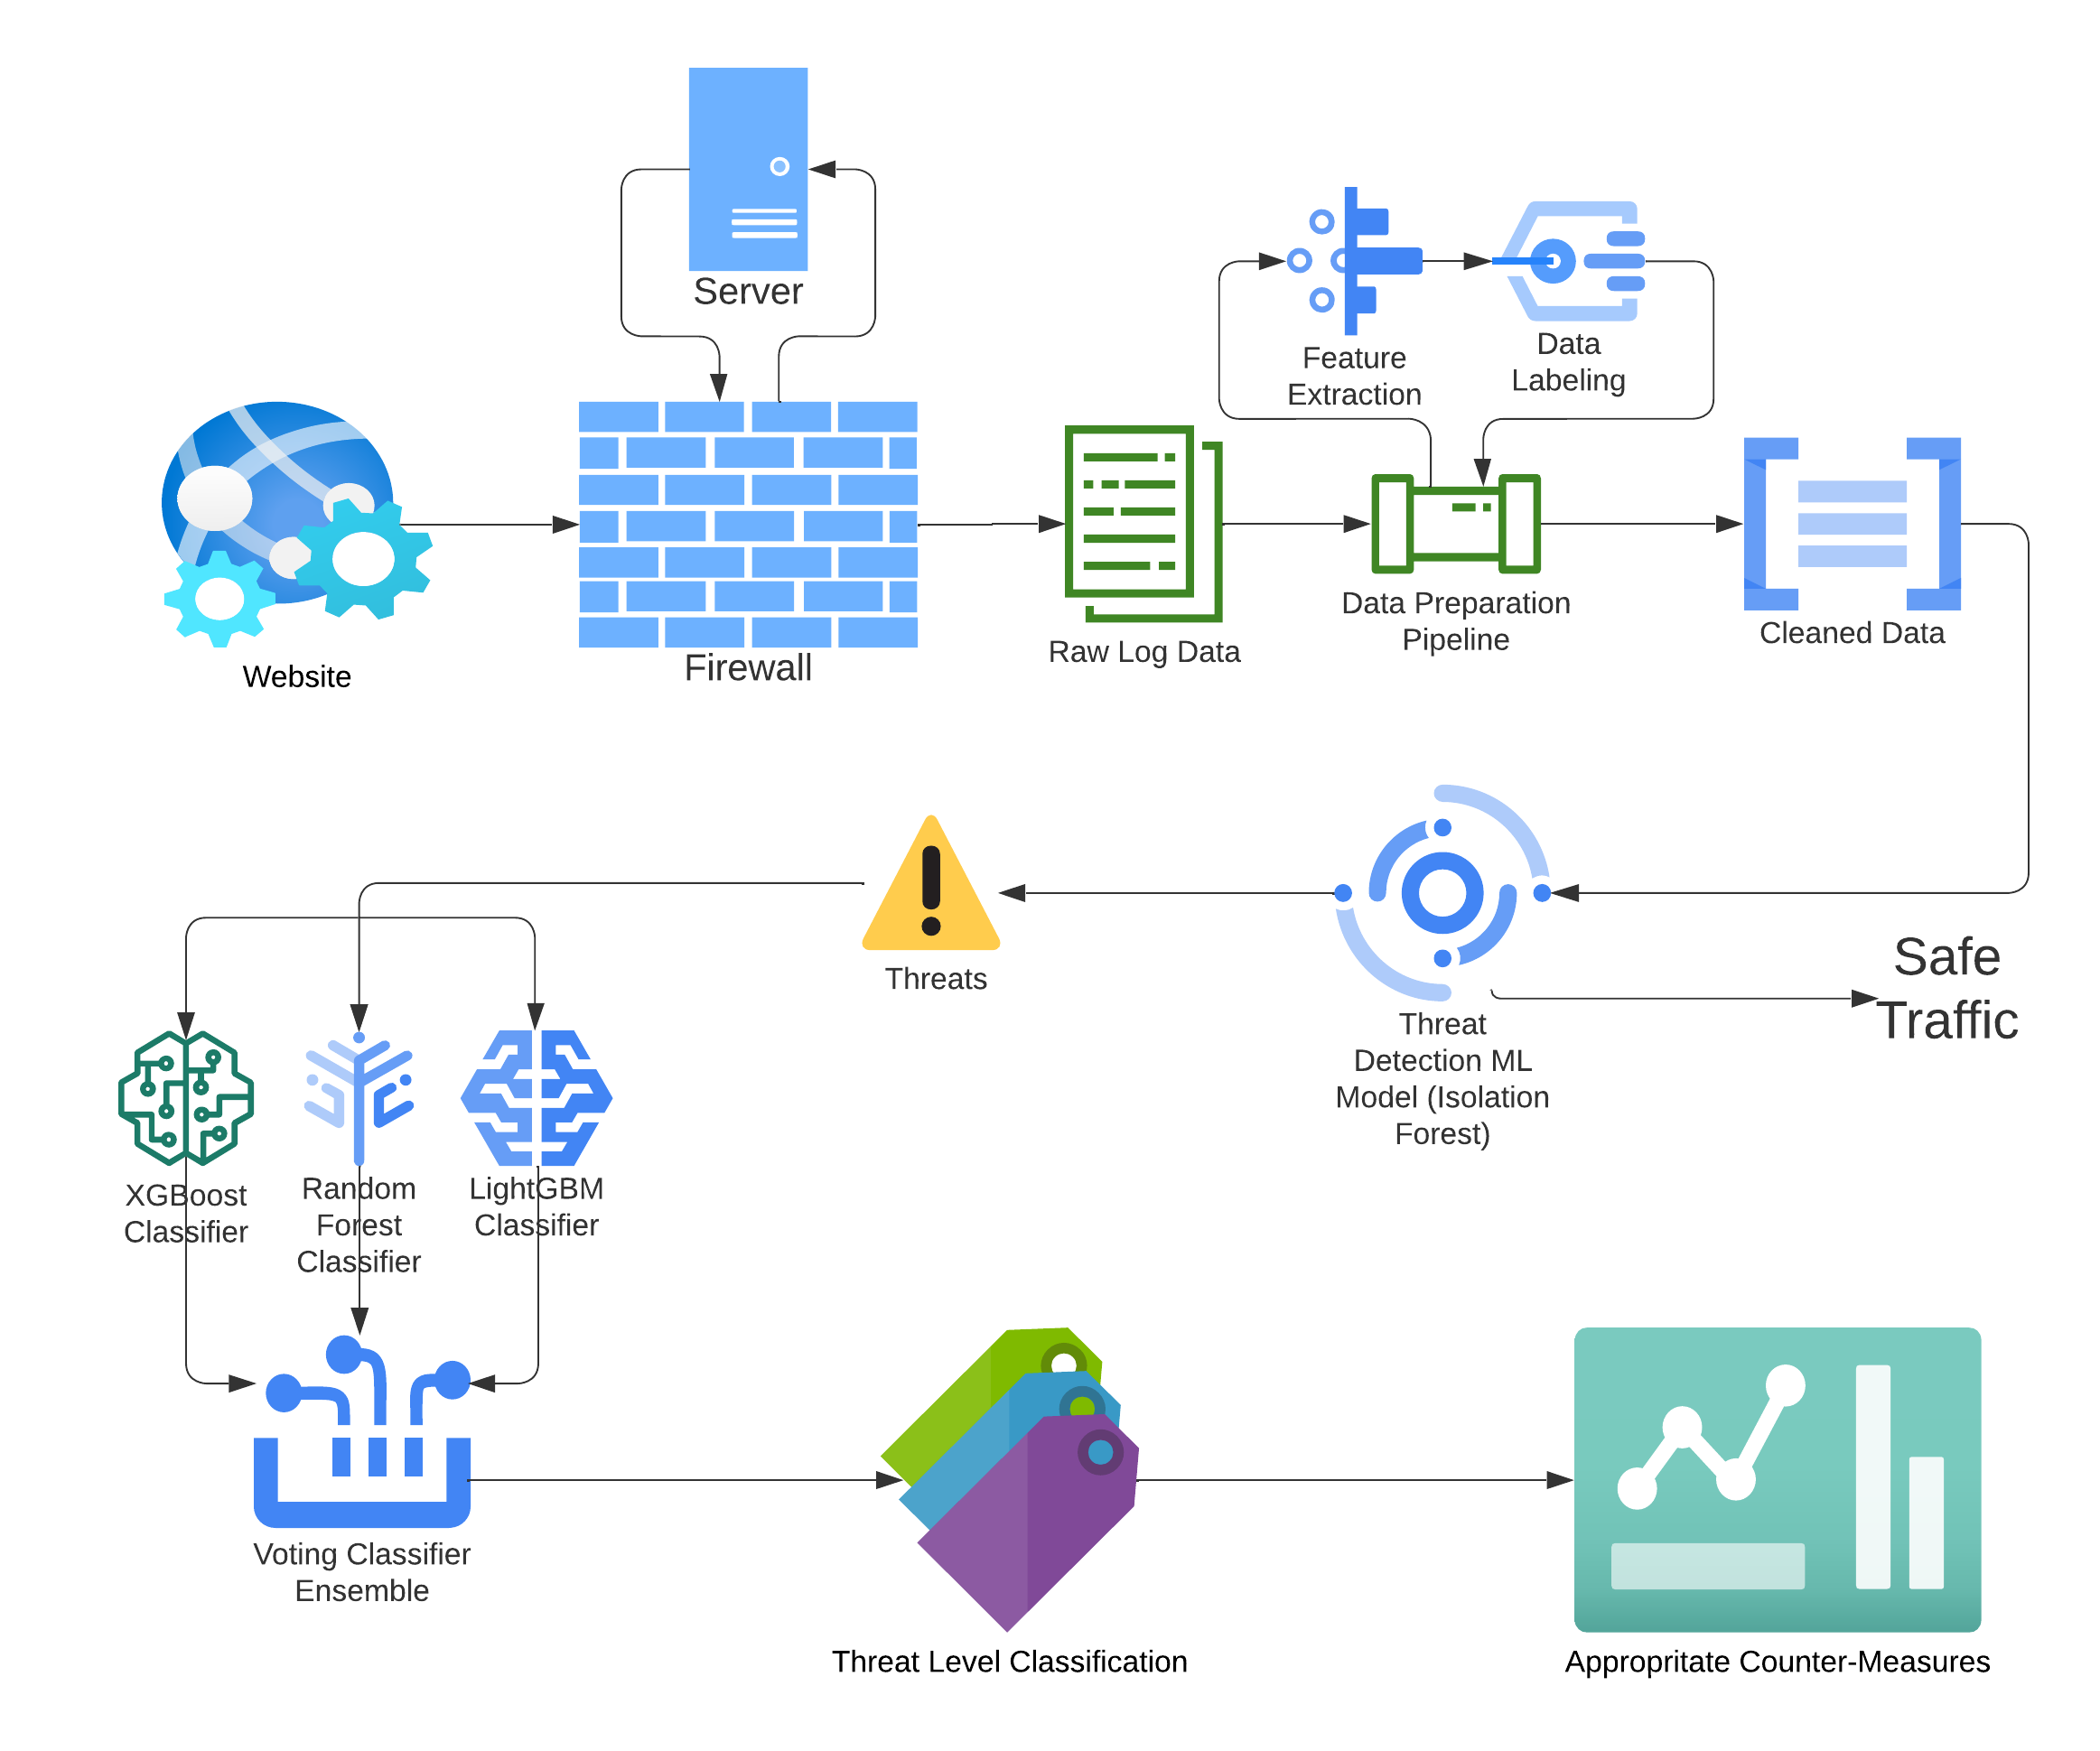 Server
Feature
Extraction
Data
Labeling
Website
Firewall
Raw Log Data
Data Preparation
Pipeline
Cleaned Data
Threats
Threat
Detection ML
Model (Isolation
Forest)
Safe
Traffic
XGBoost
Classifier
Random
Forest
Classifier
LightGBM
Classifier
Voting Classifier
Ensemble
Threat Level Classification
Appropritate Counter-Measures